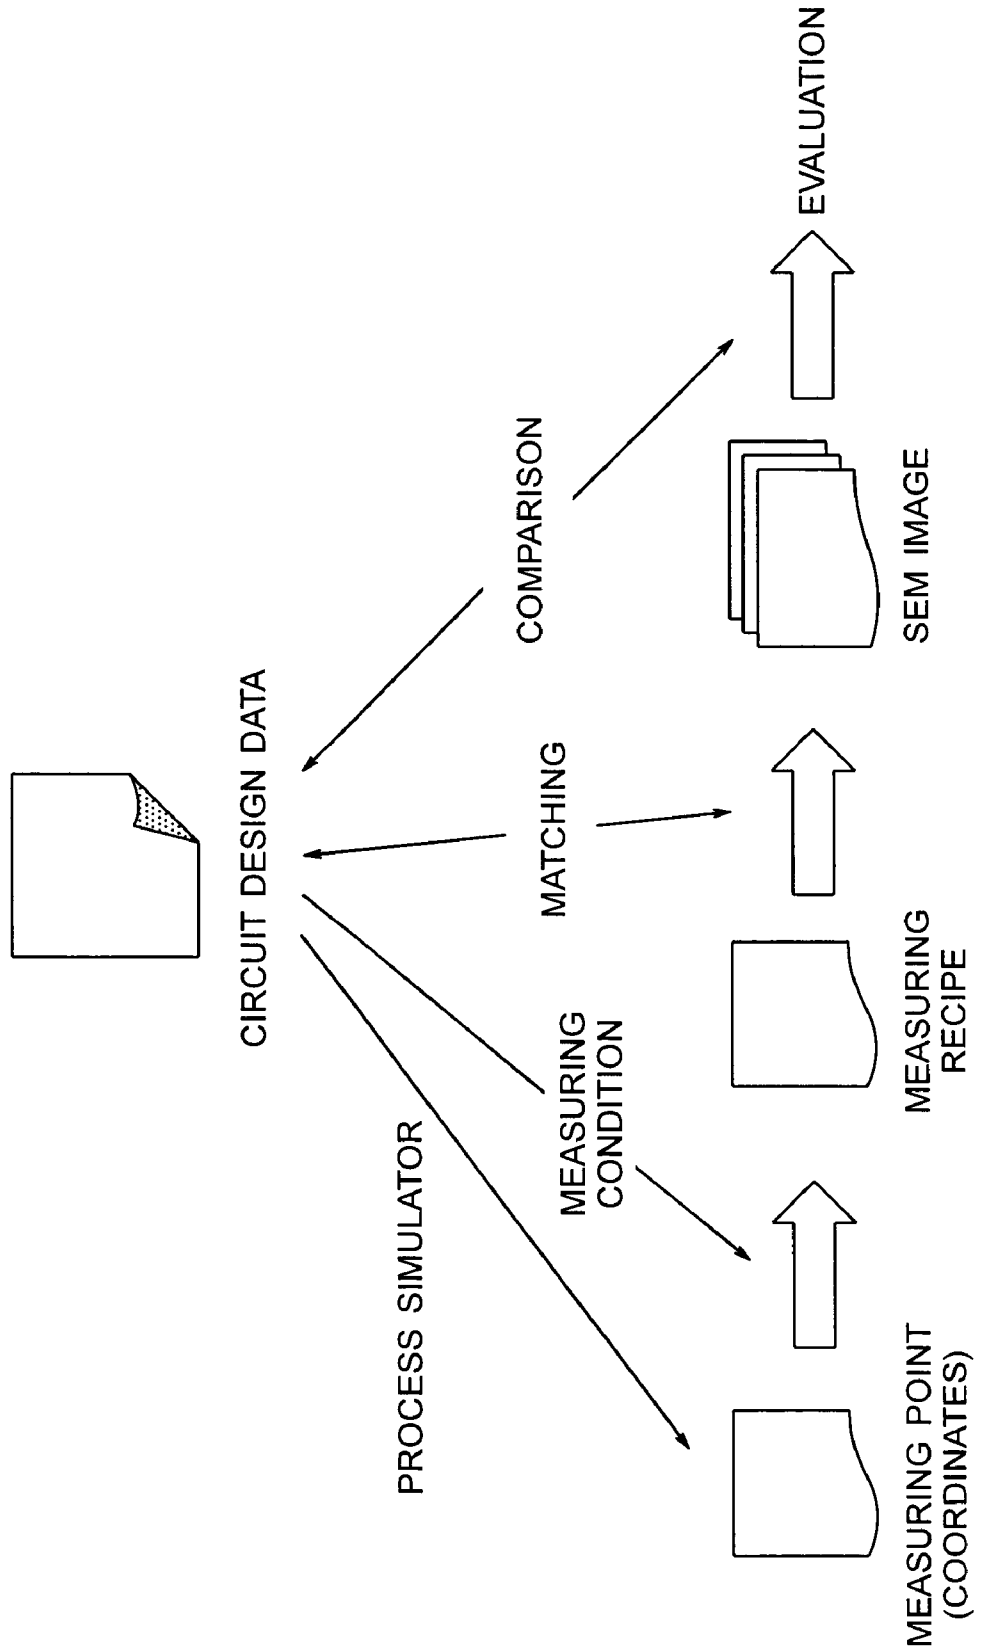 CIRCUIT DESIGN DATA
PROCESS SIMULATOR
MEASURING
CONDITION
MATCHING
COMPARISON
MEASURING POINT
(COORDINATES)
MEASURING
RECIPE
SEM IMAGE
EVALUATION